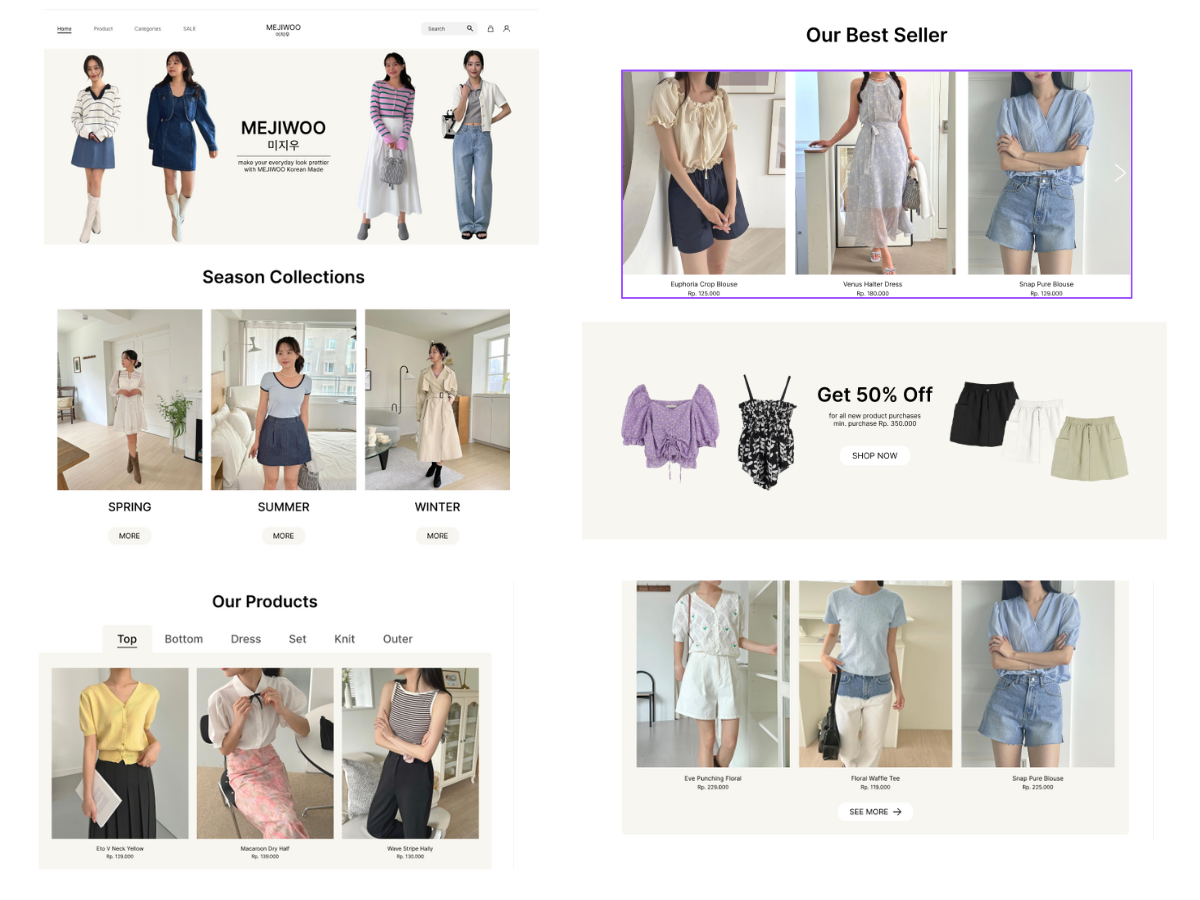 Home Product Categories SALE
MEJIWOO
미지우
Search
MEJIWOO
미지우
make your everyday look prettier
with MEJIWOO Korean Made
Season Collections
SPRING SUMMER WINTER
MORE MORE MORE
Our Products
Top Bottom Dress Set Knit Outer
Eto V Neck Yellow Macaroon Dry Half Wave Stripe Hally
Rp. 129.000 Rp. 139.000 Rp. 130.000
Our Best Seller
Euphoria Crop Blouse Venus Halter Dress Snap Pure Blouse
Rp. 125.000 Rp. 180.000 Rp. 129.000
Get 50% Off
for all new product purchases
min. purchase Rp. 350.000
SHOP NOW
Eve Punching Floral Floral Waffle Tee Snap Pure Blouse
Rp. 229.000 Rp. 119.000 Rp. 225.000
SEE MORE →